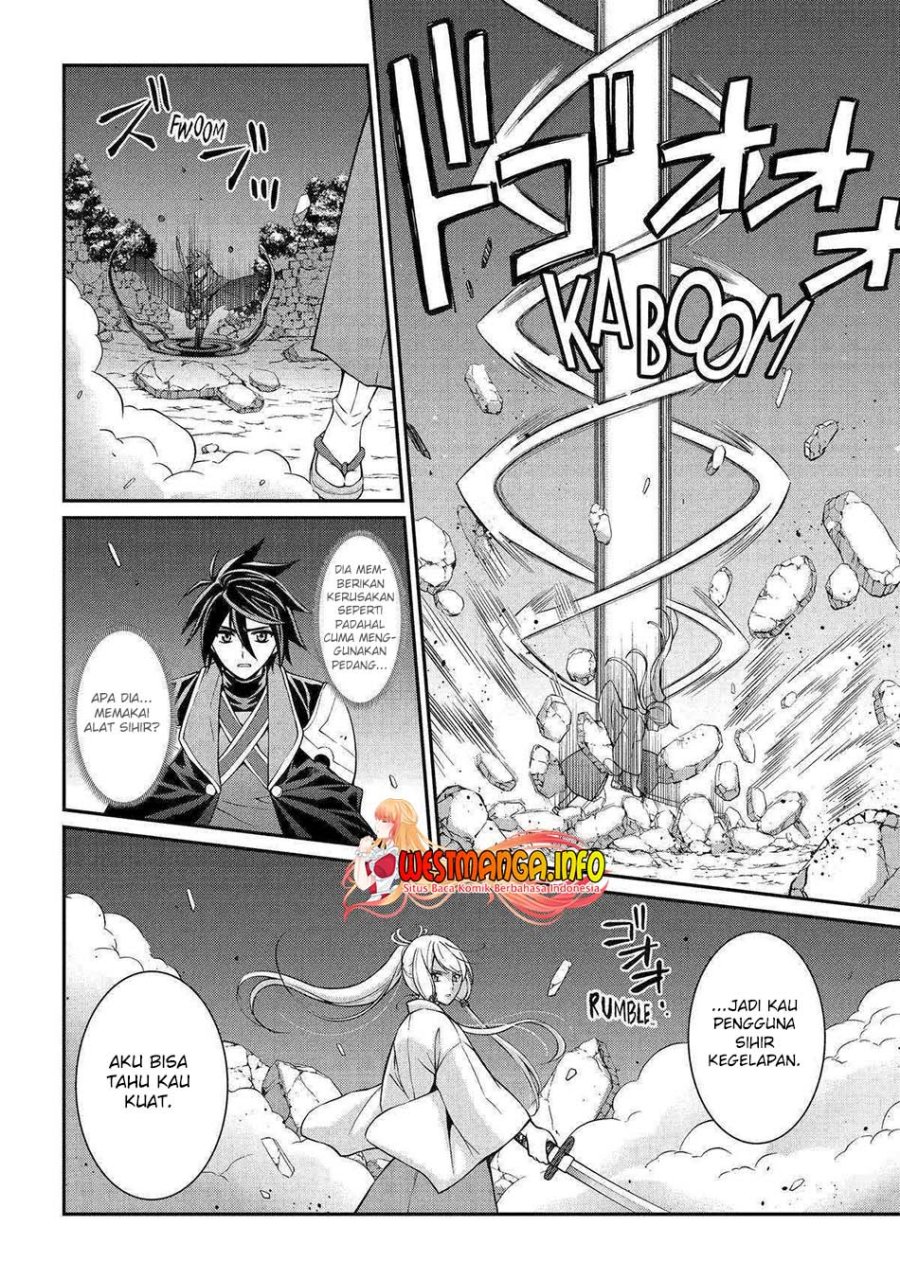 ドゴォオオ
KABOOM
ズ
FWOOM
DIA MEM-
BERIKAN
KERUSAKAN
SEPERTI
PADAHAL
CUMA MENG-
GUNAKAN
PEDANG...
APA DIA...
MEMAKAI
ALAT SIHIR?
WESTMANGA.INFO
Situs Baca Komik Berbahasa Indonesia
ゴオオ
RUMBLE
...JADI KAU
PENGGUNA
SIHIR
KEGELAPAN.
AKU BISA
TAHU KAU
KUAT.